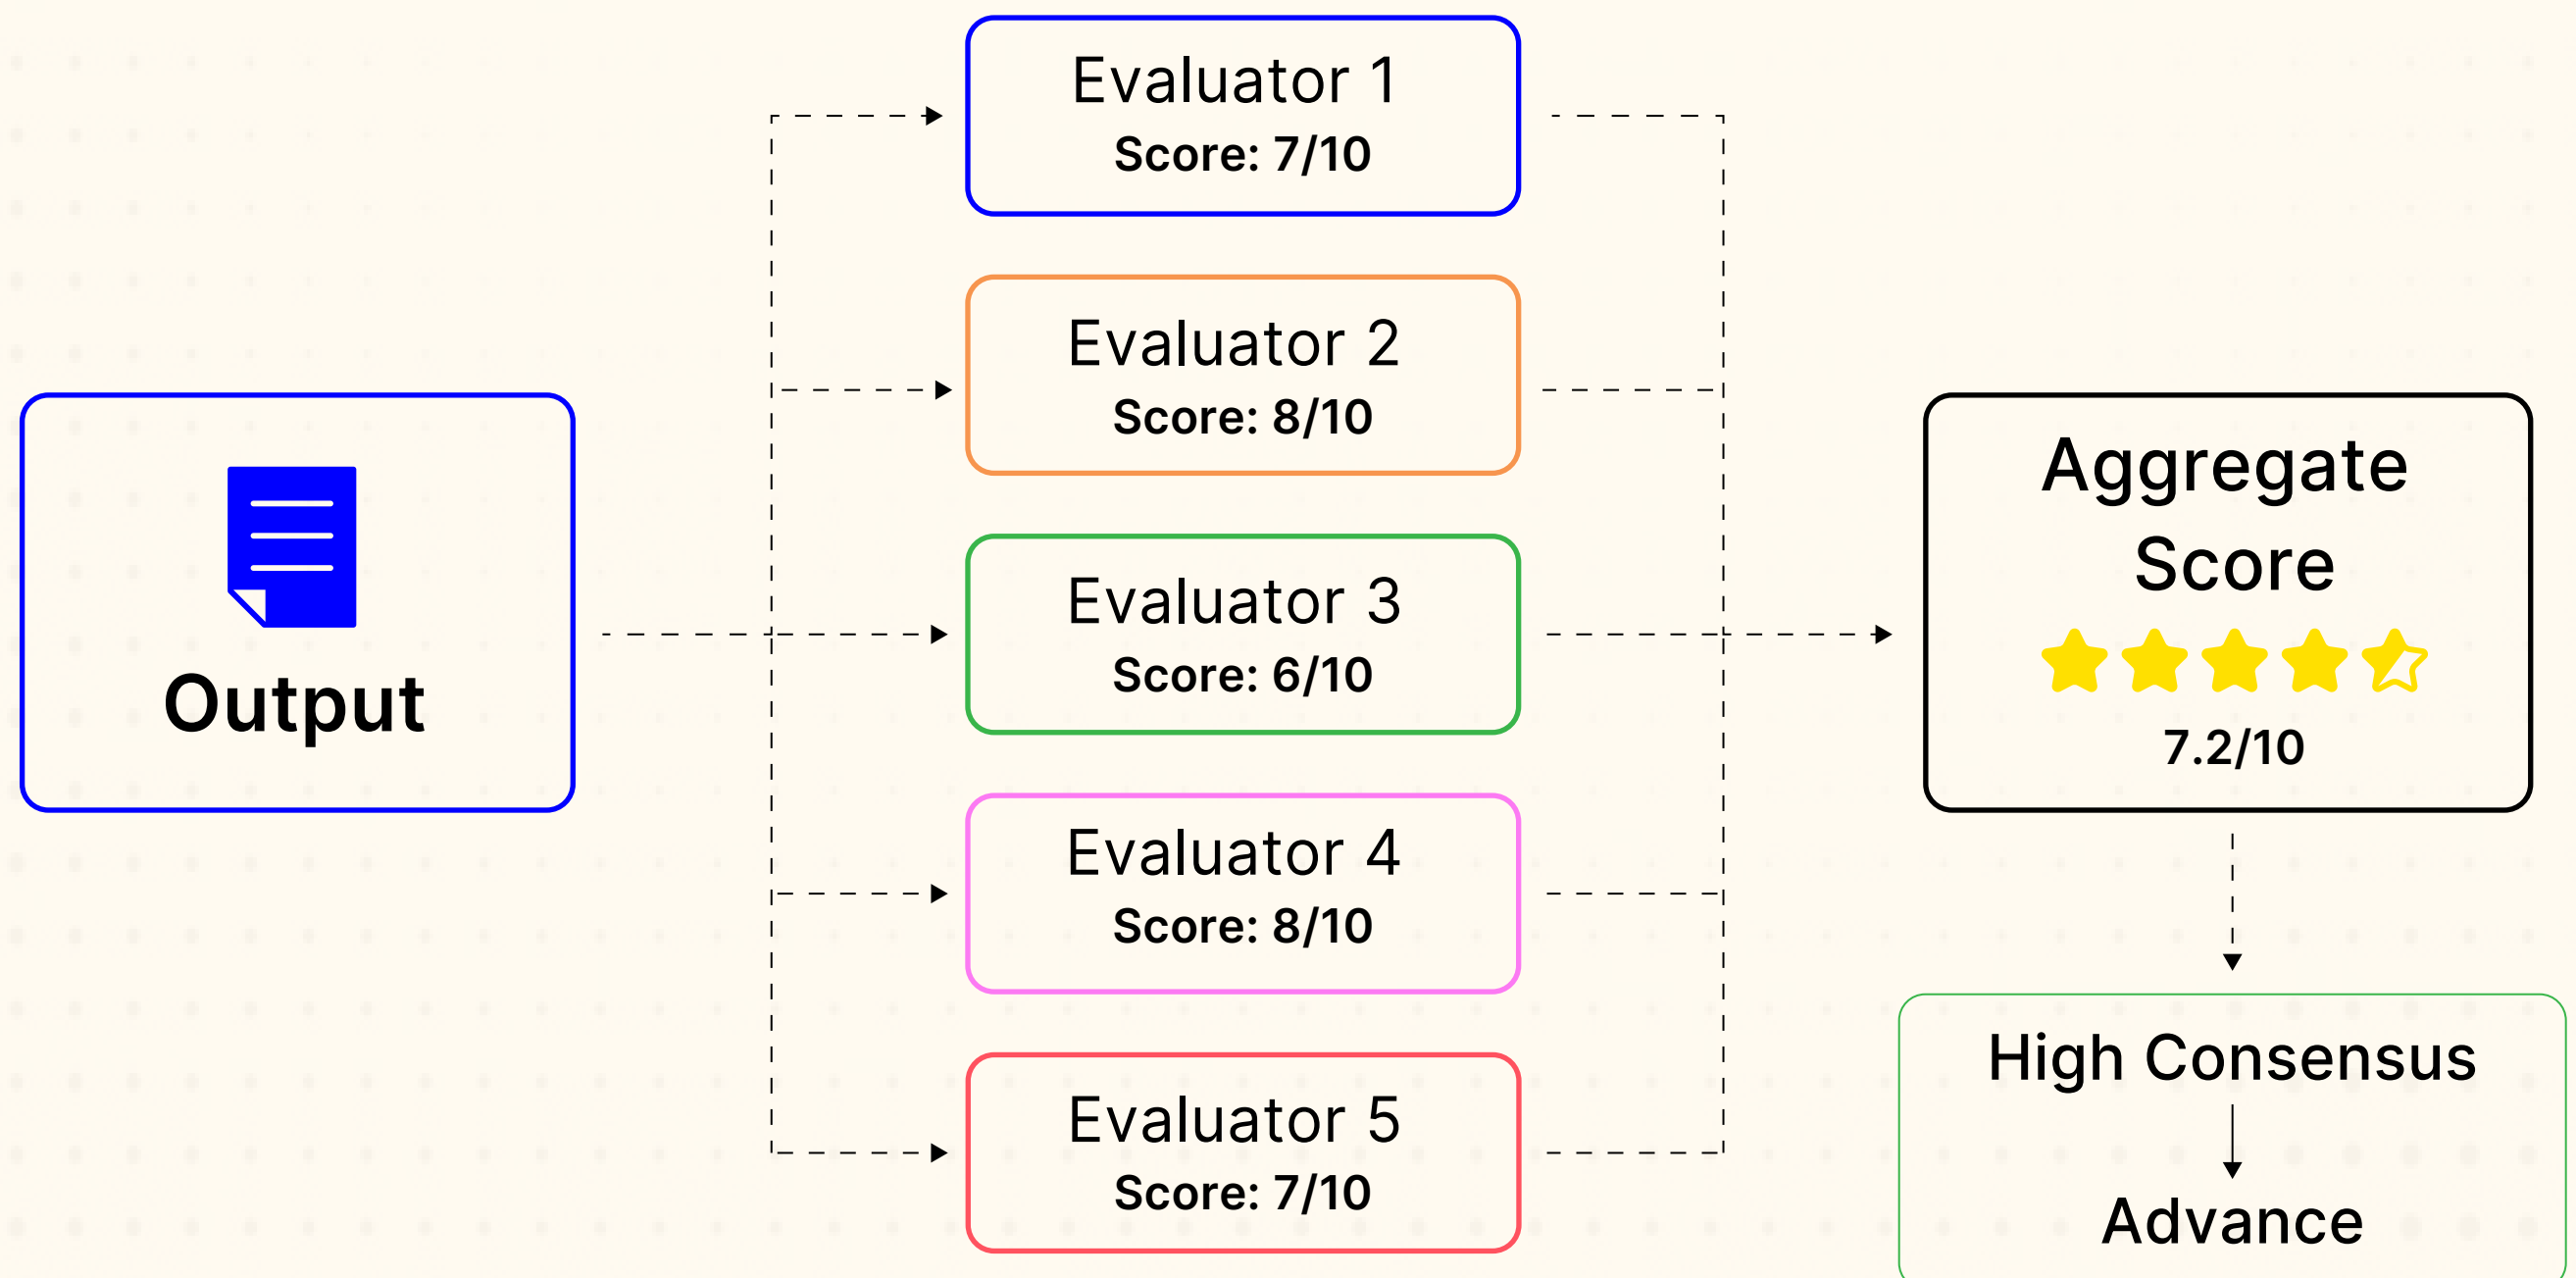 Output
Evaluator 1
Score: 7/10
Evaluator 2
Score: 8/10
Evaluator 3
Score: 6/10
Evaluator 4
Score: 8/10
Evaluator 5
Score: 7/10
Aggregate
Score
7.2/10
High Consensus
Advance